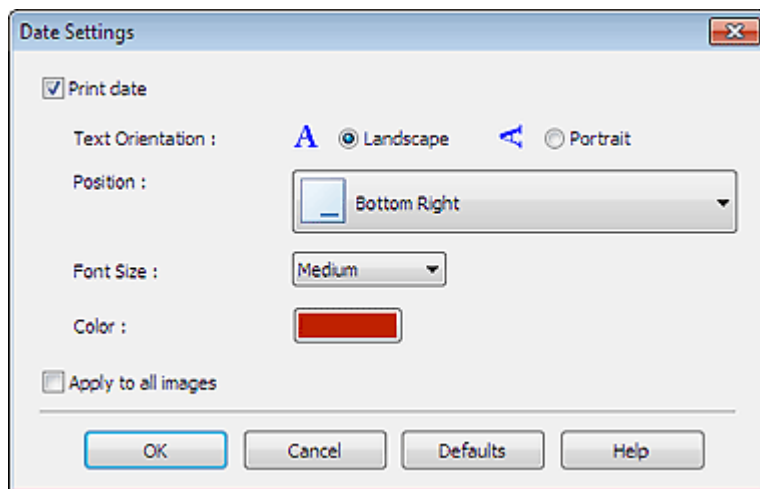 Date Settings
Print date
Text Orientation : A Landscape A Portrait
Position : Bottom Right
Font Size : Medium
Color :
Apply to all images
OK Cancel Defaults Help